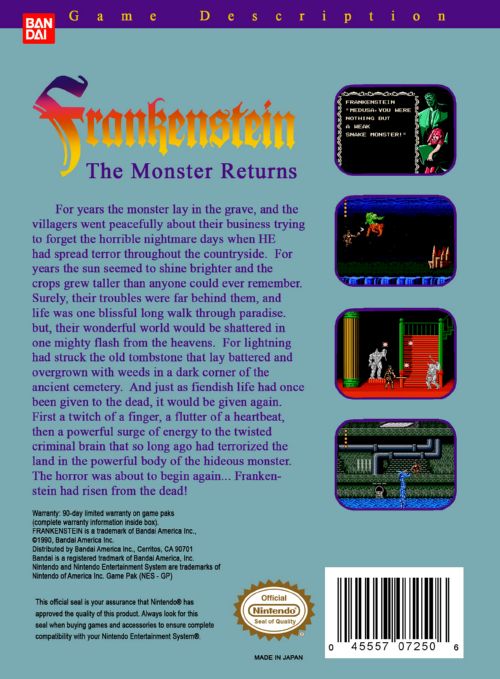 Game Description
BAN
DAI
Frankenstein
The Monster Returns
For years the monster lay in the grave, and the
villagers went peacefully about their business trying
to forget the horrible nightmare days when HE
had spread terror throughout the countryside. For
years the sun seemed to shine brighter and the
crops grew taller than anyone could ever remember.
Surely, their troubles were far behind them, and
life was one blissful long walk through paradise.
but, their wonderful world would be shattered in
one mighty flash from the heavens. For lightning
had struck the old tombstone that lay battered and
overgrown with weeds in a dark corner of the
ancient cemetery. And just as fiendish life had once
been given to the dead, it would be given again.
First a twitch of a finger, a flutter of a heartbeat,
then a powerful surge of energy to the twisted
criminal brain that so long ago had terrorized the
land in the powerful body of the hideous monster.
The horror was about to begin again... Franken-
stein had risen from the dead!
FRANKENSTEIN
"MEDUSA.YOU WERE
NOTHING BUT
A WEAK
SNAKE MONSTER!"
Warranty: 90-day limited warranty on game paks
(complete warranty information inside box).
FRANKENSTEIN is a trademark of Bandai America Inc.,
©1990, Bandai America Inc.
Distributed by Bandai America Inc., Cerritos, CA 90701
Bandai is a registered tradmark of Bandai America, Inc.
Nintendo and Nintendo Entertainment System are trademarks of
Nintendo of America Inc. Game Pak (NES - GP)
This official seal is your assurance that Nintendo® has
approved the quality of this product. Always look for this
seal when buying games and accessories to ensure complete
compatibility with your Nintendo Entertainment System®.
Official
Nintendo
Seal of Quality
MADE IN JAPAN
0 45557 07250 6